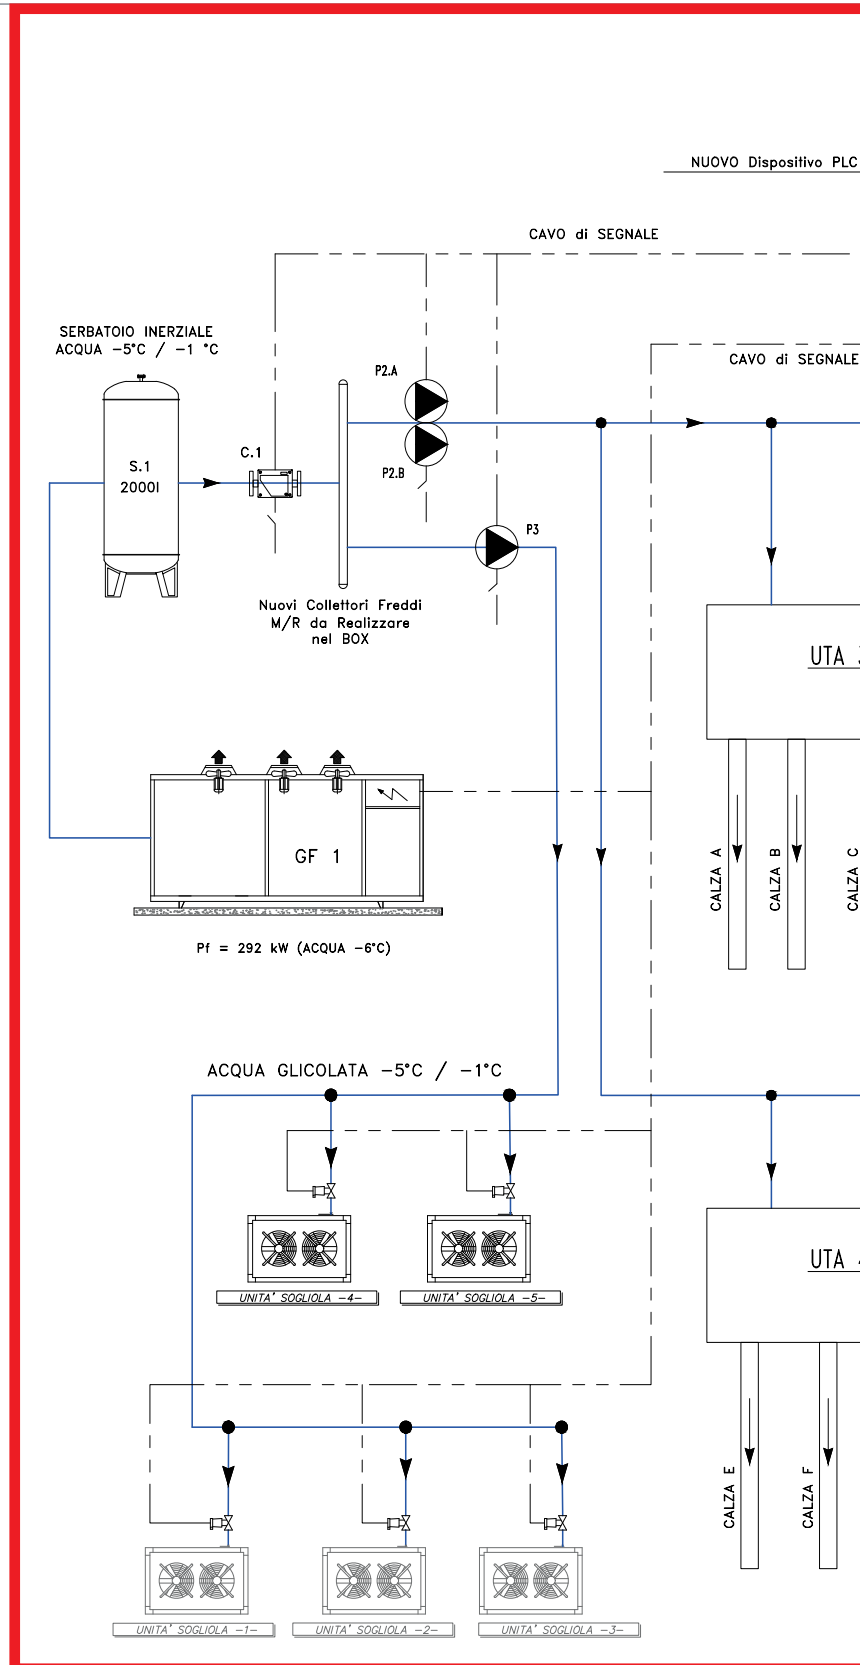 NUOVO Dispositivo PLC
CAVO di SEGNALE
SERBATOIO INERZIALE
ACQUA -5°C / -1 °C
CAVO di SEGNALE
P2.A
C.1
S.1
2000l
P2.B
P3
Nuovi Collettori Freddi
M/R da Realizzare
nel BOX
UTA
GF 1
CALZA A
CALZA B
CALZA C
Pf = 292 kW (ACQUA -6°C)
ACQUA GLICOLATA -5°C / -1°C
UTA
UNITA' SOGLIOLA -4-
UNITA' SOGLIOLA -5-
CALZA E
CALZA F
UNITA' SOGLIOLA -1-
UNITA' SOGLIOLA -2-
UNITA' SOGLIOLA -3-